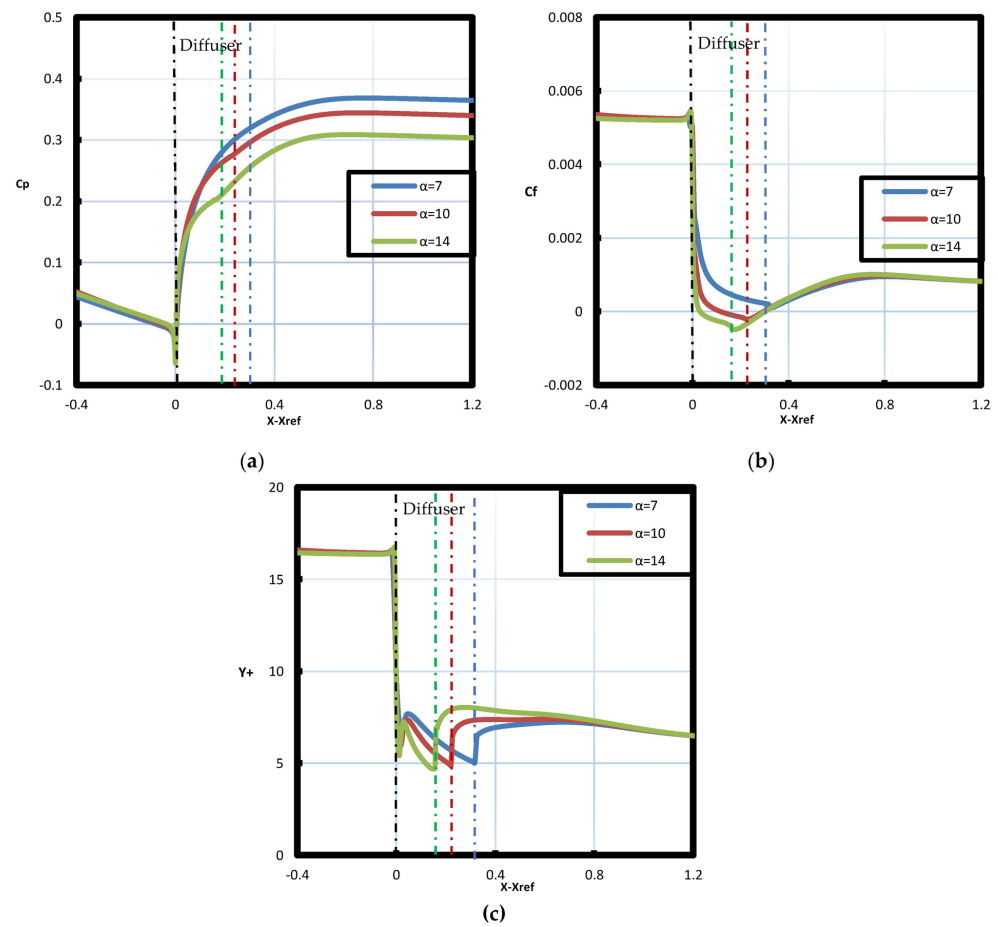 0.5
0.4
0.3
0.2
0.1
0
-0.1
Cp
Diffuser
α=7
α=10
α=14
-0.4
0
0.4
0.8
1.2
X-Xref
(a)
0.008
0.006
0.004
0.002
0
-0.002
Cf
Diffuser
α=7
α=10
α=14
-0.4
0
0.4
0.8
1.2
X-Xref
(b)
20
15
10
5
0
Y+
Diffuser
α=7
α=10
α=14
-0.4
0
0.4
0.8
1.2
X-Xref
(c)